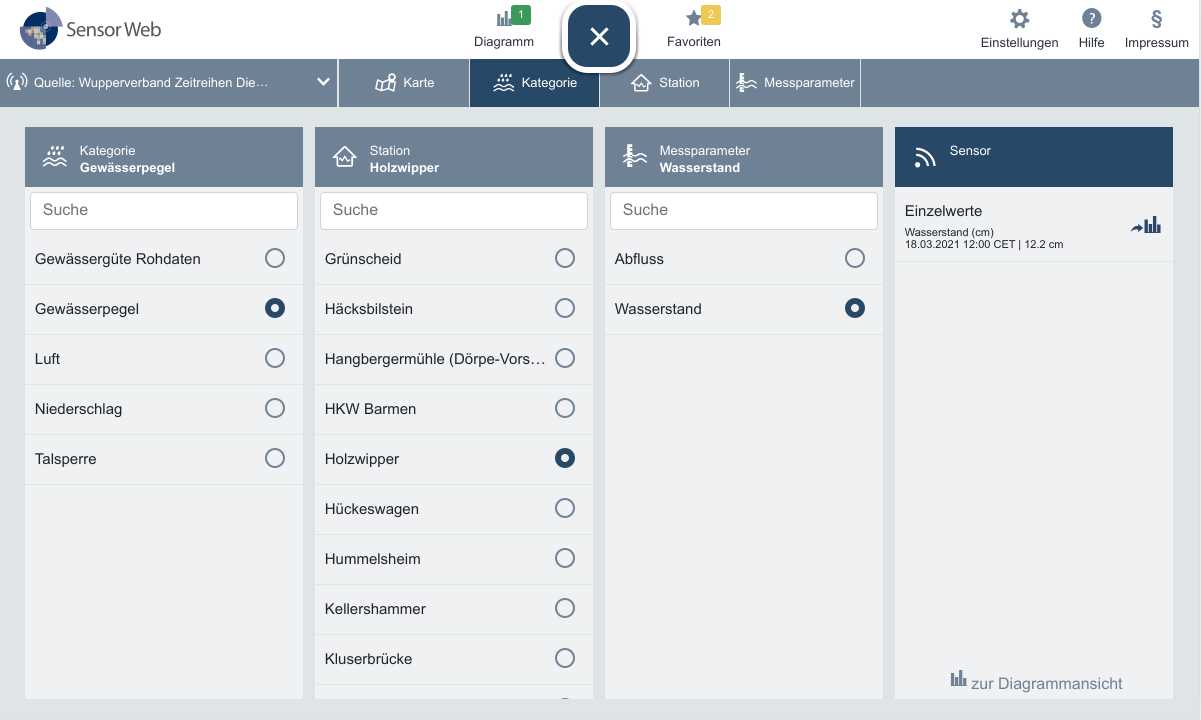 Sensor Web
1
Diagramm
2
Favoriten
Einstellungen
?
Hilfe
§
Impressum
Quelle: Wupperverband Zeitreihen Die…
Karte
Kategorie
Station
Messparameter
Kategorie
Gewässerpegel
Suche
Gewässergüte Rohdaten
Gewässerpegel
Luft
Niederschlag
Talsperre
Station
Holzwipper
Suche
Grünscheid
Häcksbilstein
Hangbergermühle (Dörpe-Vors…
HKW Barmen
Holzwipper
Hückeswagen
Hummelsheim
Kellershammer
Kluserbrücke
Messparameter
Wasserstand
Suche
Abfluss
Wasserstand
Sensor
Einzelwerte
Wasserstand (cm)
18.03.2021 12:00 CET | 12.2 cm
zur Diagrammansicht